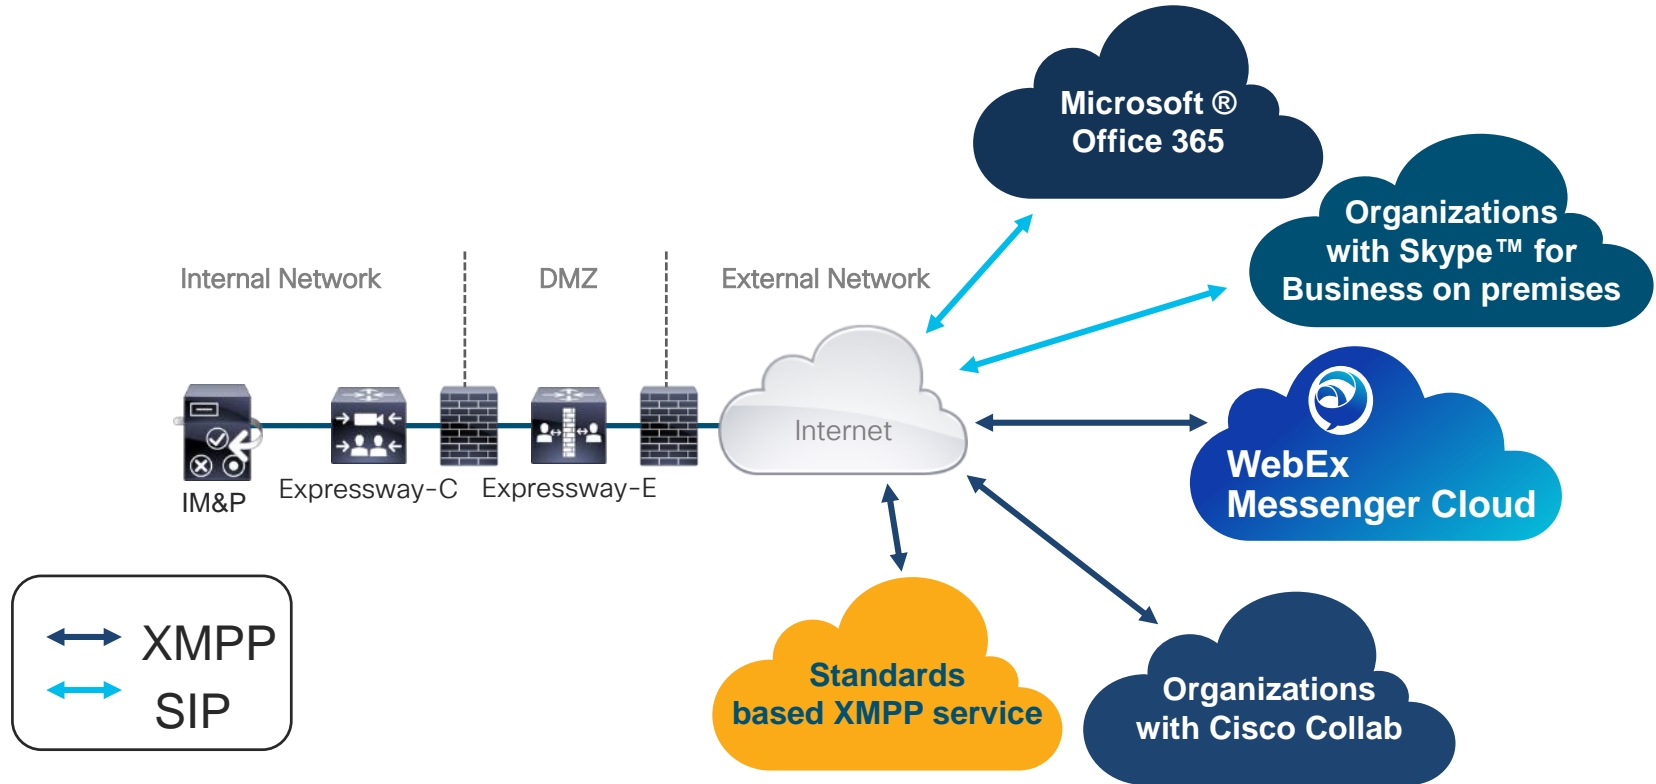 Microsoft ®
Office 365
Organizations
with Skype™ for
Business on premises
Internal Network
DMZ
External Network
Internet
IM&P
Expressway-C
Expressway-E
WebEx
Messenger Cloud
XMPP
SIP
Standards
based XMPP service
Organizations
with Cisco Collab